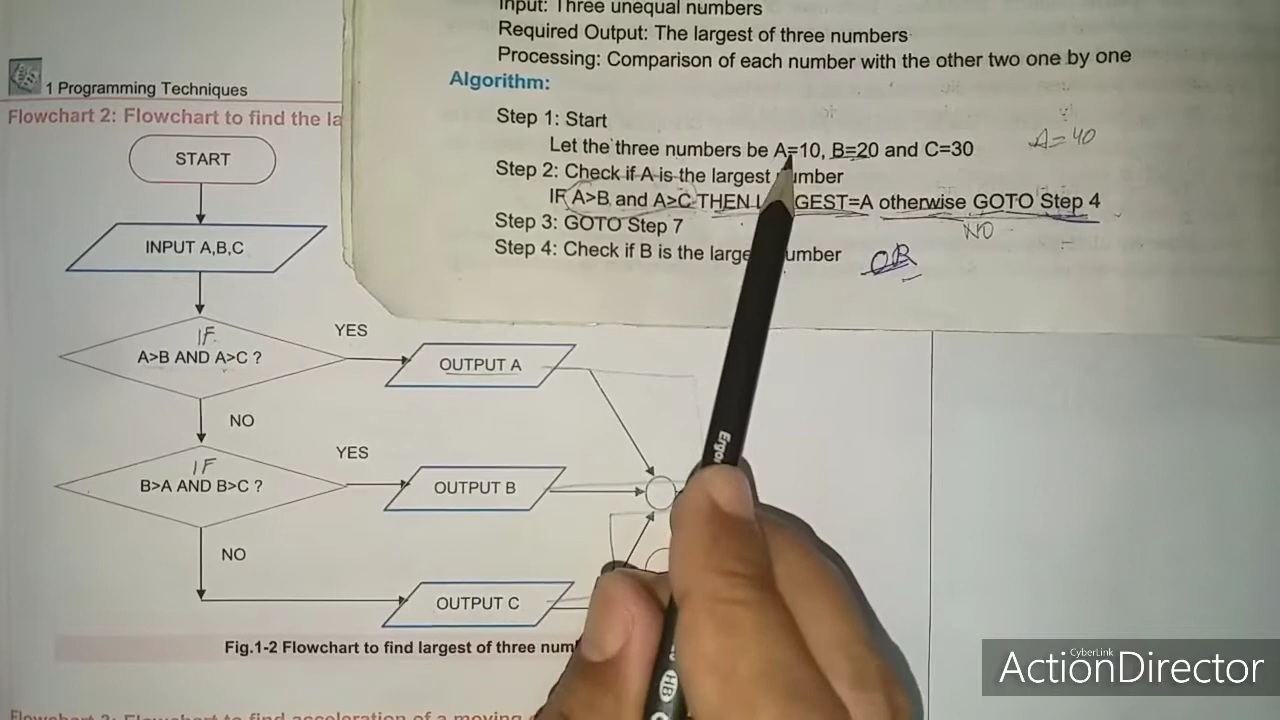 Input: Three unequal numbers
Required Output: The largest of three numbers
Processing: Comparison of each number with the other two one by one
Algorithm:
Step 1: Start
Let the three numbers be A=10, B=20 and C=30
A=40
Step 2: Check if A is the largest number
IF A>B and A>C THEN L GEST=A otherwise GOTO Step 4
NO
Step 3: GOTO Step 7
Step 4: Check if B is the large umber
OR
1 Programming Techniques
Flowchart 2: Flowchart to find the la
START
INPUT A,B,C
IF
A>B AND A>C ?
YES
OUTPUT A
NO
IF
B>A AND B>C ?
YES
OUTPUT B
NO
OUTPUT C
Fig.1-2 Flowchart to find largest of three num
Flowchart 3: Flowchart to find acceleration of a moving
Ergo
HB
CyberLink
ActionDirector